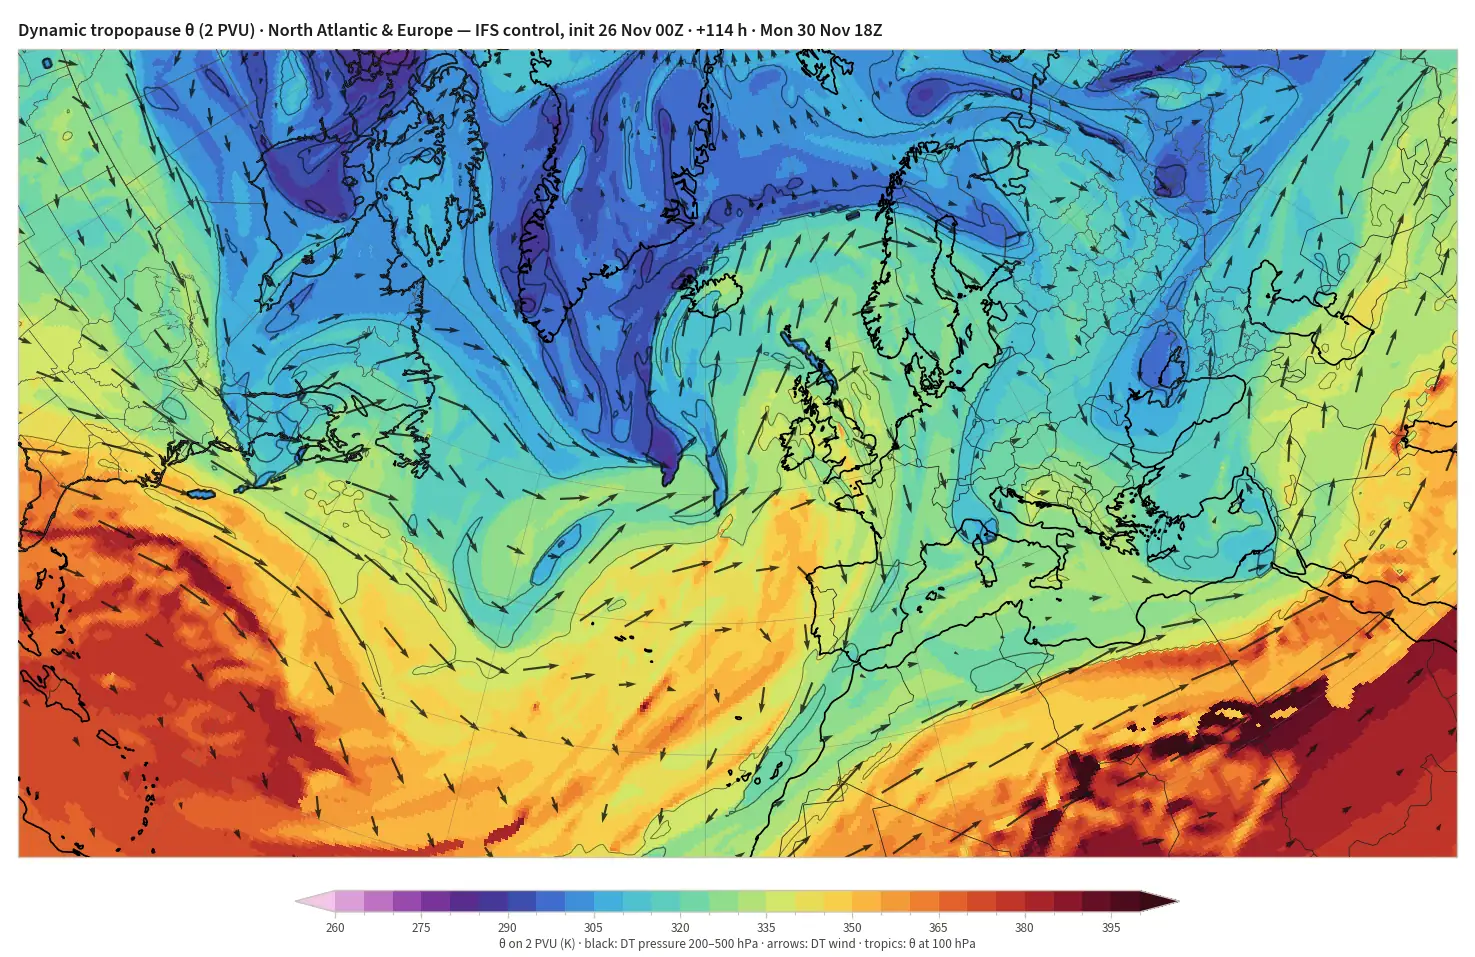 Dynamic tropopause θ (2 PVU) · North Atlantic & Europe — IFS control, init 26 Nov 00Z · +114 h · Mon 30 Nov 18Z
260 275 290 305 320 335 350 365 380 395
θ on 2 PVU (K) · black: DT pressure 200–500 hPa · arrows: DT wind · tropics: θ at 100 hPa